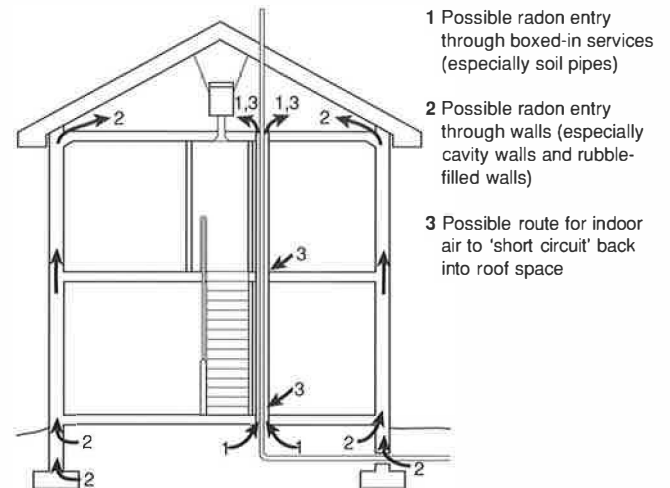 1 Possible radon entry
through boxed-in services
(especially soil pipes)
2 Possible radon entry
through walls (especially
cavity walls and rubble-
filled walls)
3 Possible route for indoor
air to 'short circuit' back
into roof space
2
1,3
1,3
2
3
3
2
1
1
2
2
2